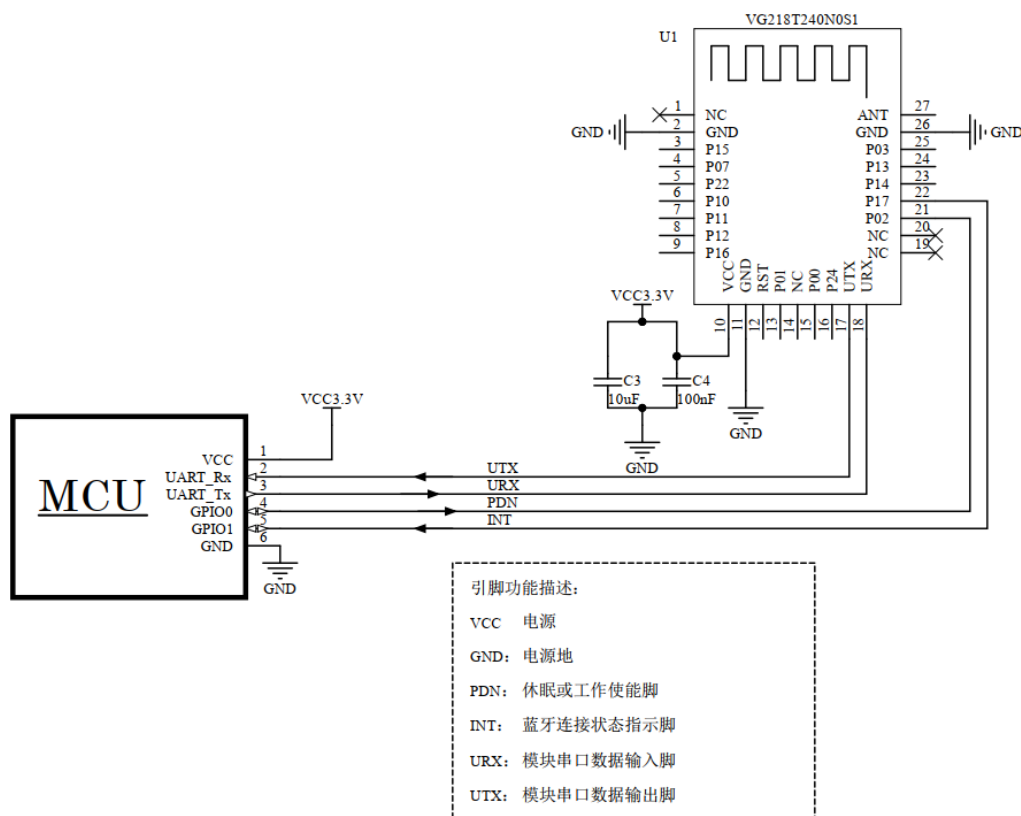 VG218T240N0S1
U1
1 NC ANT 27
GND 2 GND GND 26 GND
3 P15 P03 25
4 P07 P13 24
5 P22 P14 23
6 P10 P17 22
7 P11 P02 21
8 P12 NC 20
9 P16 NC 19
VCC GND RST P01 NC P00 P24 UTX URX
10 11 12 13 14 15 16 17 18
VCC3.3V
C3 C4
10uF 100nF
GND
GND
VCC3.3V
MCU
VCC 1
UART_Rx 2 UTX
UART_Tx 3 URX
GPIO0 4 PDN
GPIO1 5 INT
GND 6
GND
引脚功能描述:
VCC 电源
GND: 电源地
PDN: 休眠或工作使能脚
INT: 蓝牙连接状态指示脚
URX: 模块串口数据输入脚
UTX: 模块串口数据输出脚